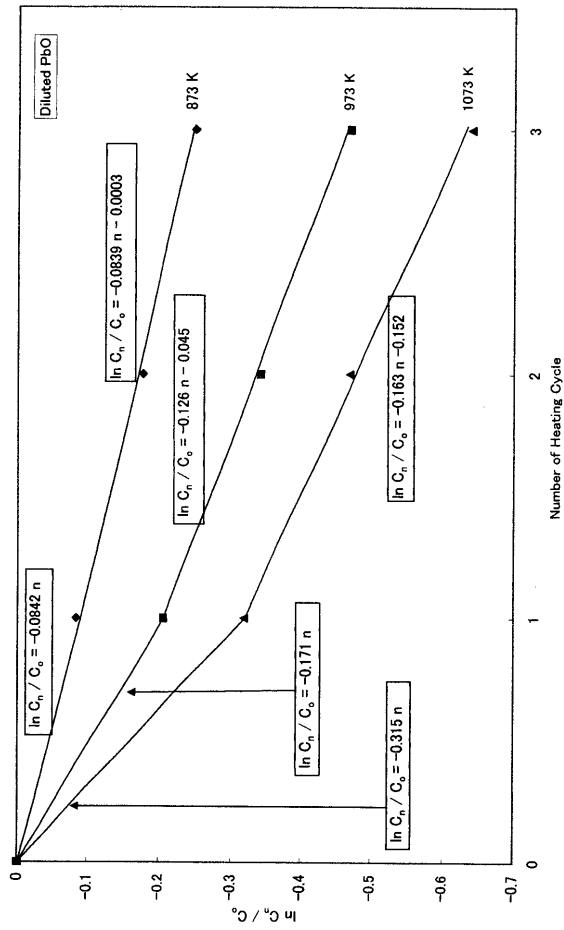 Diluted PbO
ln Cn / Co = -0.0842 n
ln Cn / Co = -0.0839 n - 0.0003
ln Cn / Co = -0.126 n - 0.045
ln Cn / Co = -0.171 n
ln Cn / Co = -0.315 n
ln Cn / Co = -0.163 n -0.152
873 K
973 K
1073 K
0
-0.1
-0.2
-0.3
-0.4
-0.5
-0.6
-0.7
ln Cn / Co
0
1
2
3
Number of Heating Cycle